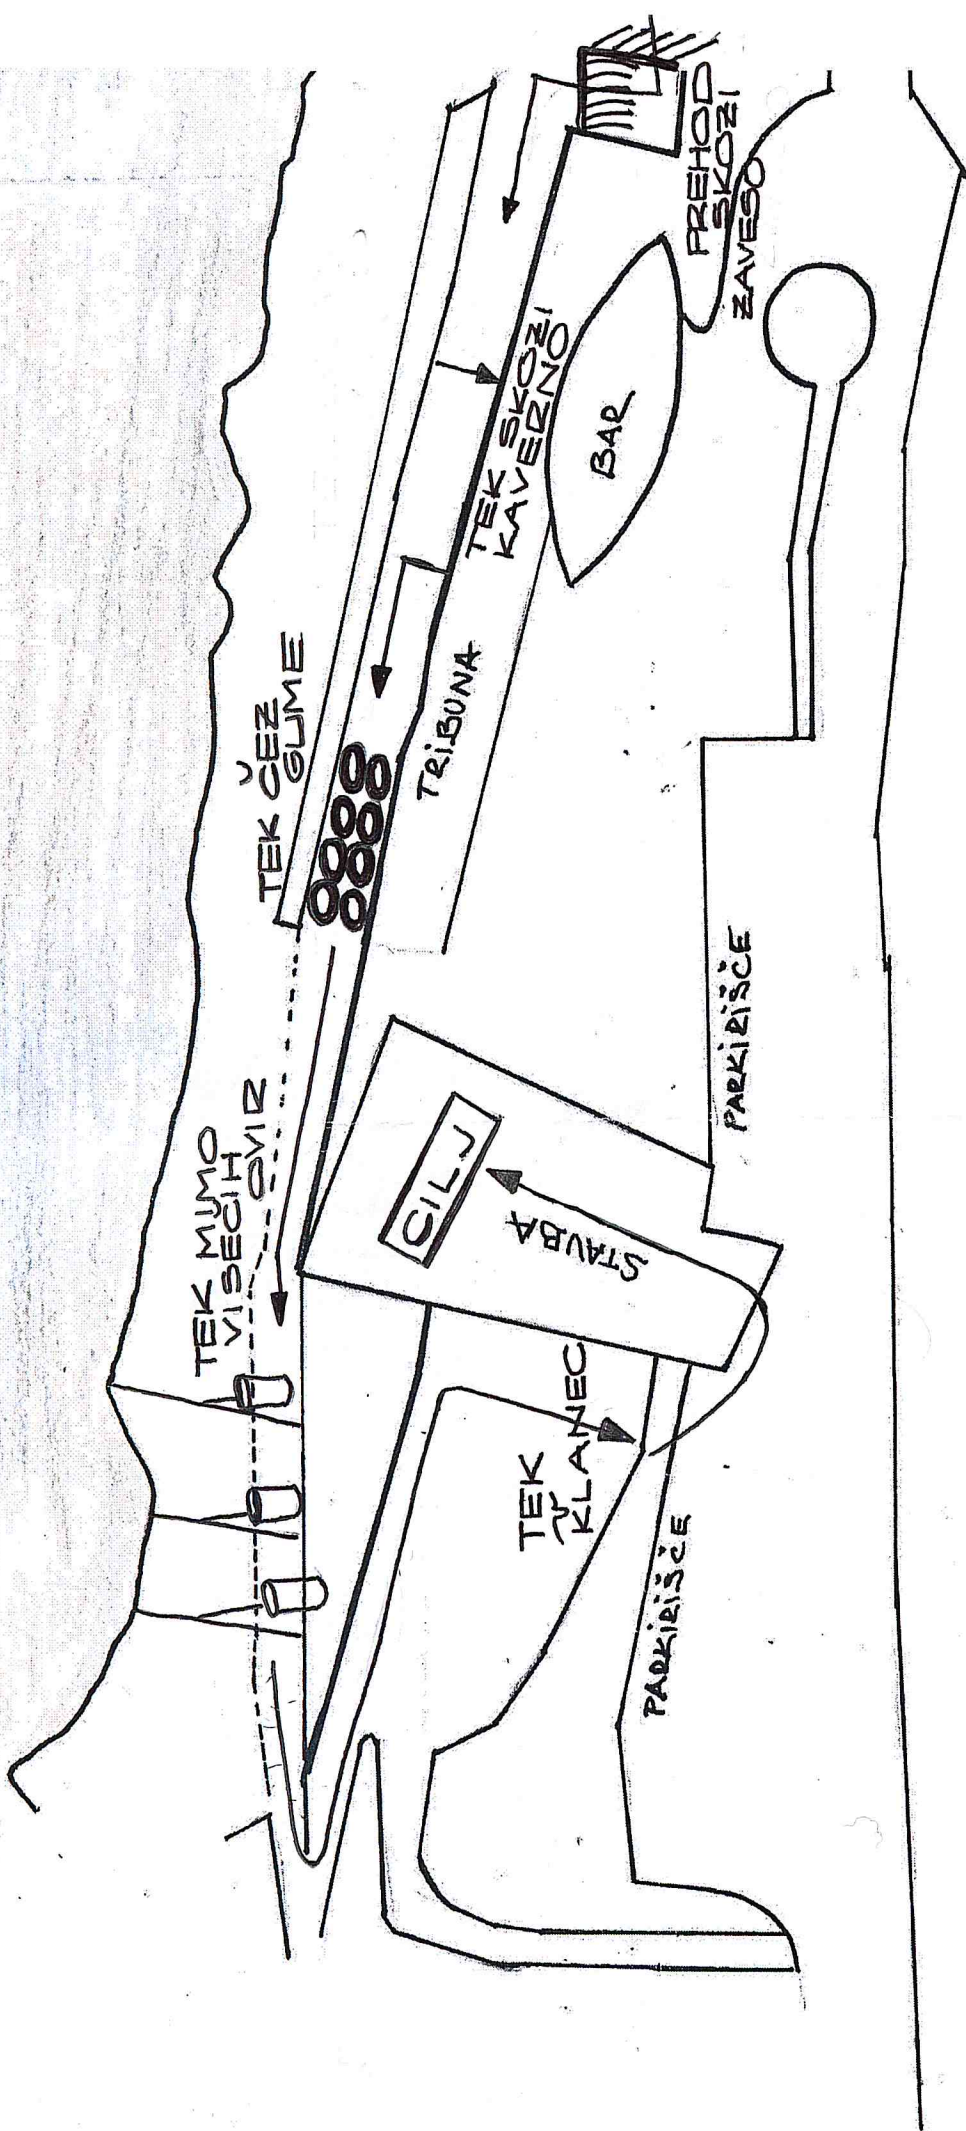 PREHOD
SKOZI
ZAVESO
TEK SKOZI
KAVERNO
BAR
TRIBUNA
TEK ČEZ
GUME
TEK MIMO
VISEČIH
OVIR
CILJ
STAVBA
PARKIRIŠČE
TEK
V
KLANEC
PARKIRIŠČE